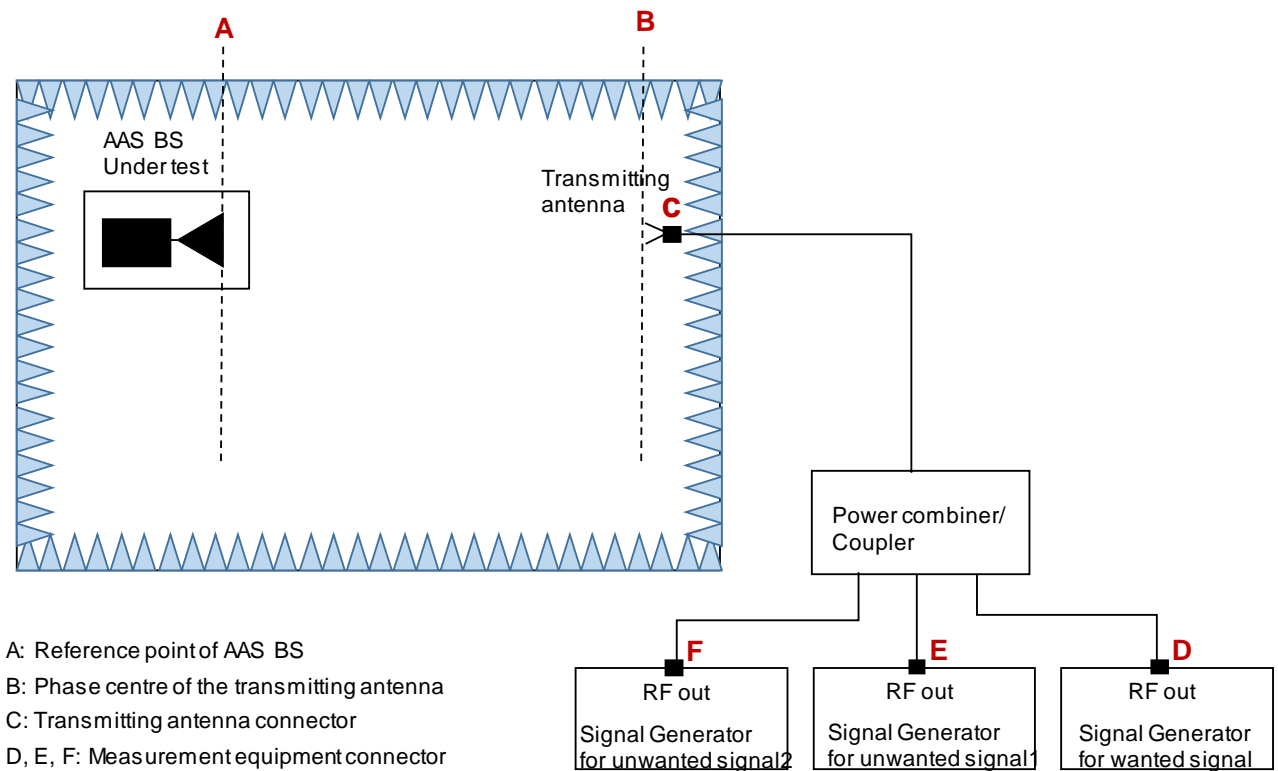 A
B
AAS BS
Under test
Transmitting
antenna
C
Power combiner/
Coupler
A: Reference point of AAS BS
B: Phase centre of the transmitting antenna
C: Transmitting antenna connector
D, E, F: Measurement equipment connector
F
RF out
Signal Generator
for unwanted signal2
E
RF out
Signal Generator
for unwanted signal1
D
RF out
Signal Generator
for wanted signal